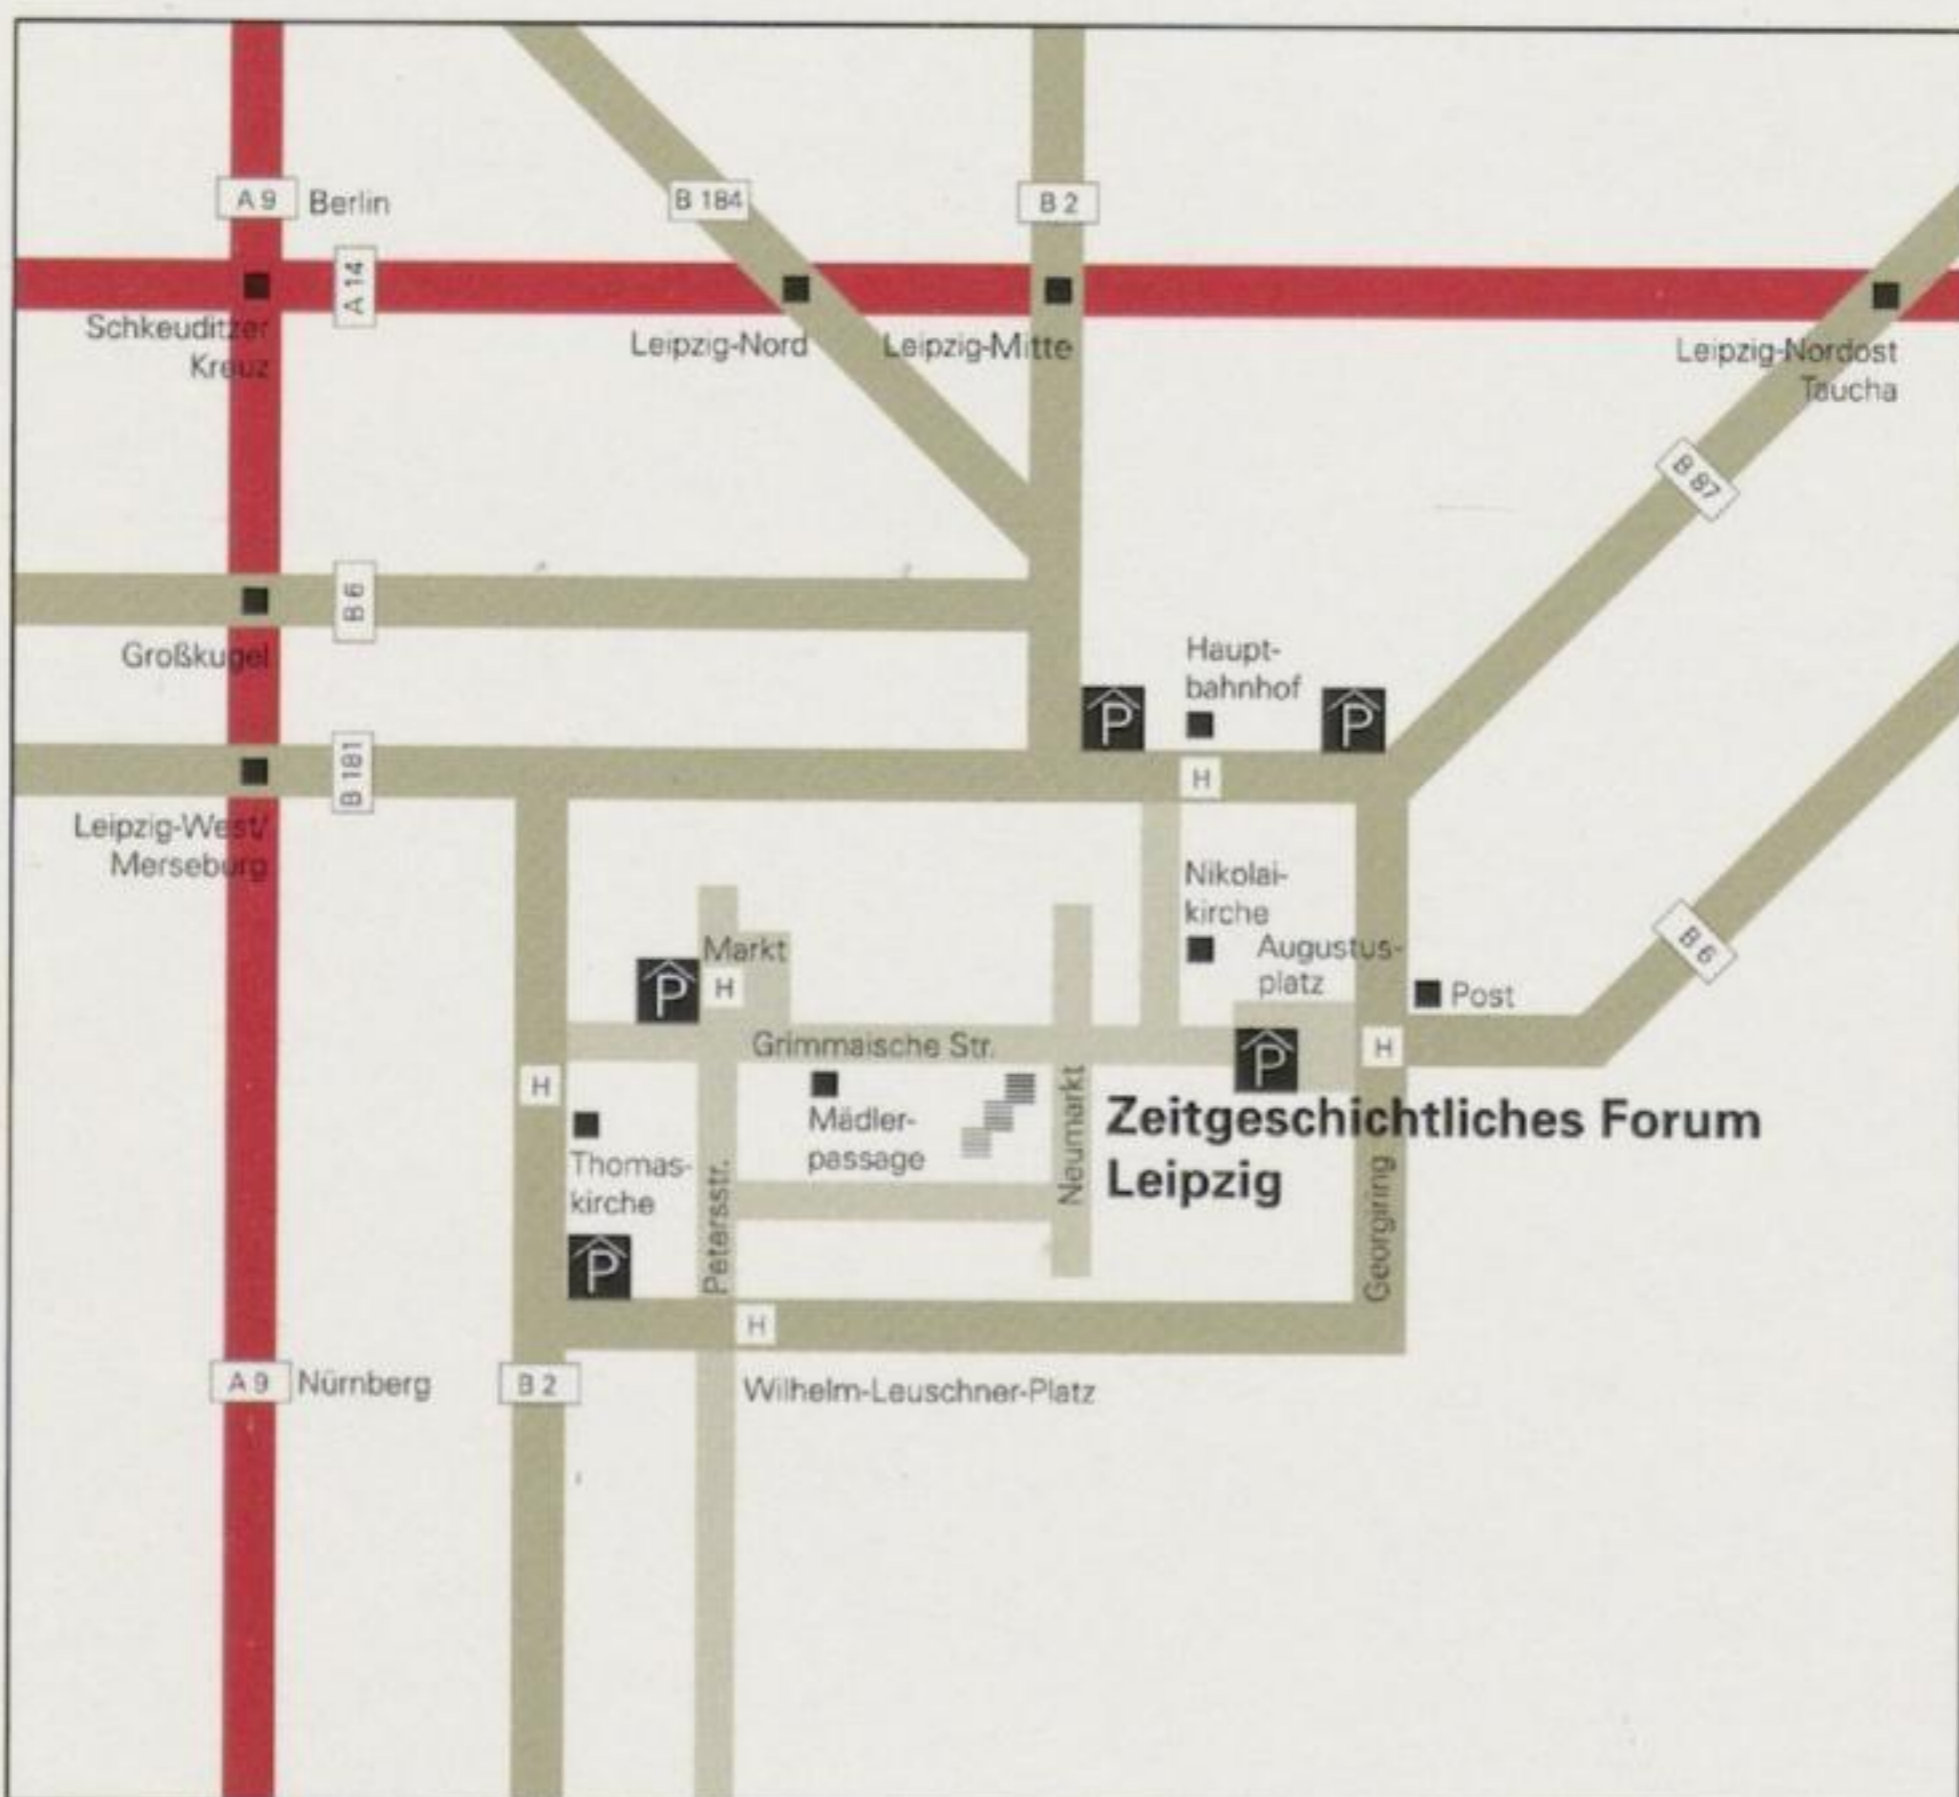 A 9 Berlin
B 184
B 2
A 14
Schkeuditzer
Kreuz
Leipzig-Nord
Leipzig-Mitte
Leipzig-Nordost
Taucha
B 87
B 6
Großkugel
Haupt-
bahnhof
P
P
H
B 181
Leipzig-West/
Merseburg
Nikolai-
kirche
Augustus-
platz
B 6
Markt
P
H
Post
Grimmaische Str.
P
H
H
Mädler-
passage
Neumarkt
Zeitgeschichtliches Forum
Leipzig
Thomas-
kirche
Petersstr.
Georgiring
P
H
A 9 Nürnberg
B 2
Wilhelm-Leuschner-Platz